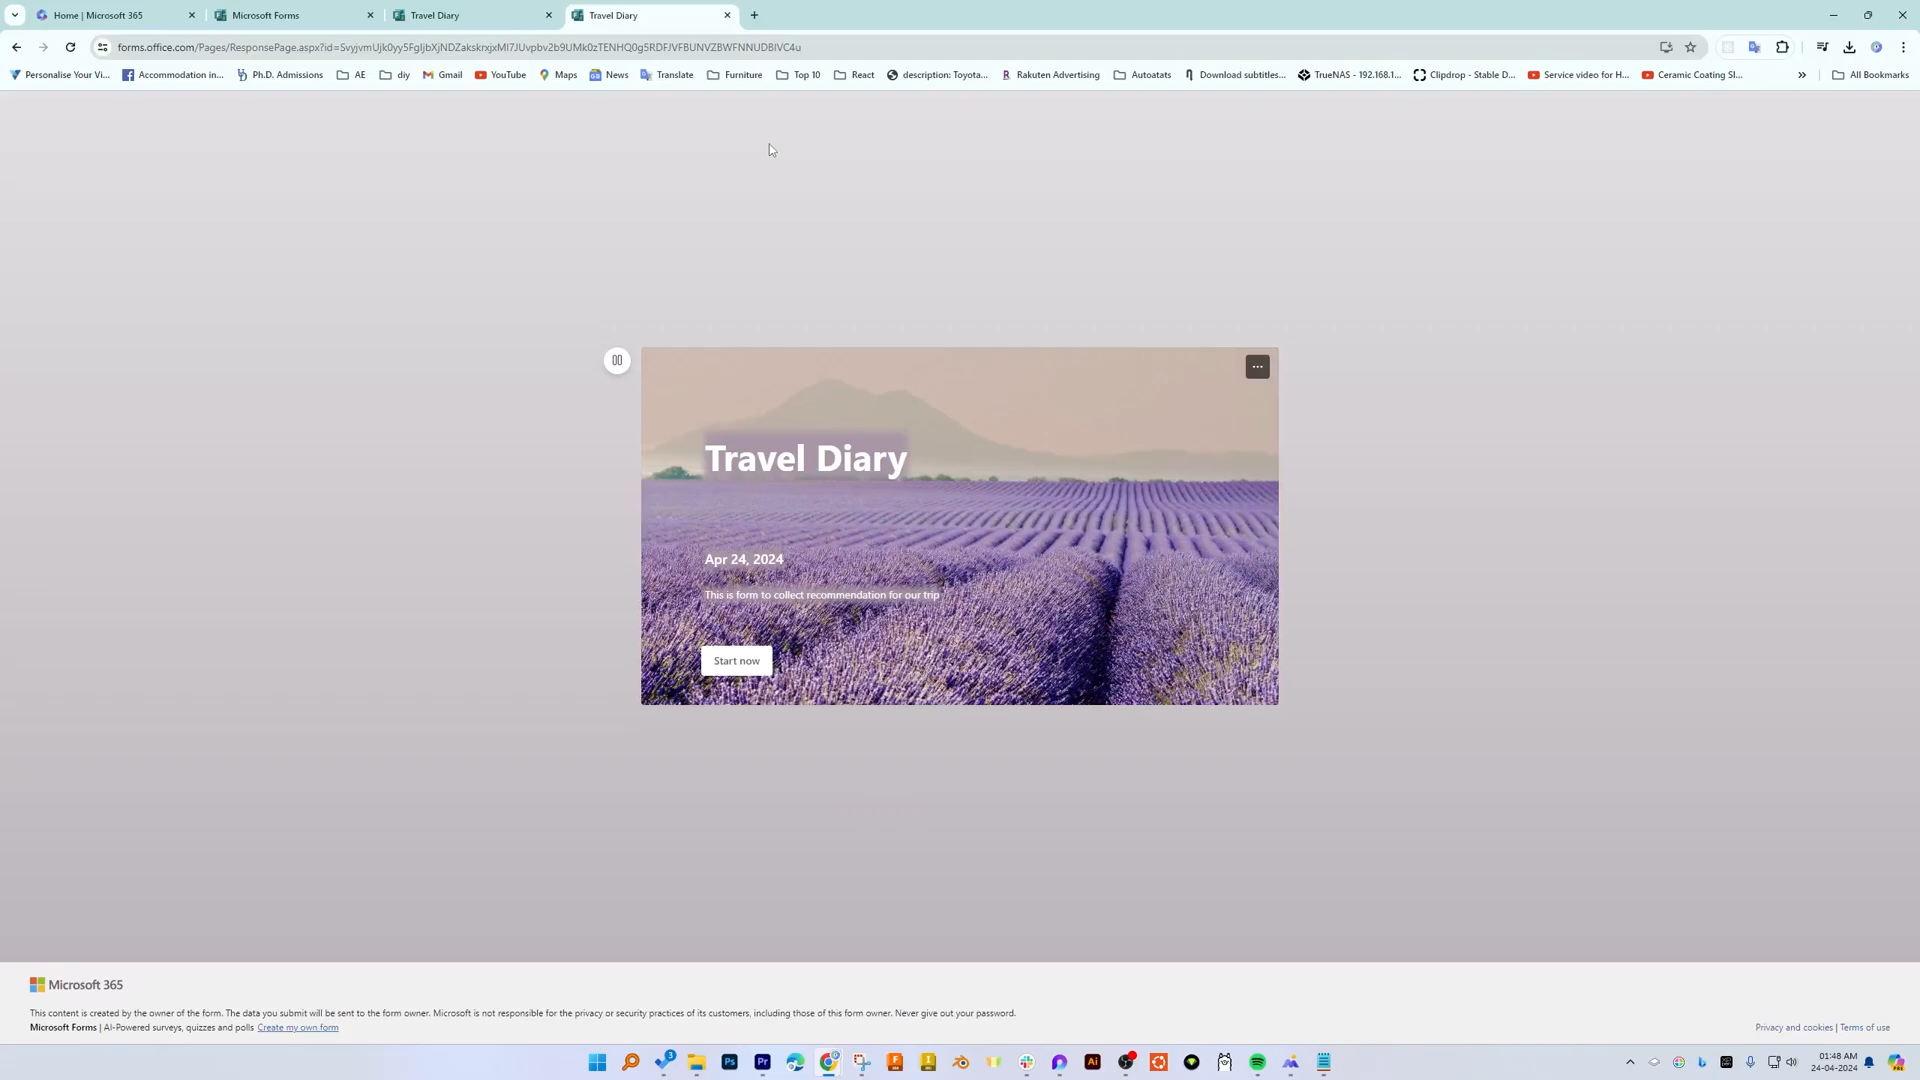 Home | Microsoft 365
Microsoft Forms
Travel Diary
Travel Diary
forms.office.com/Pages/ResponsePage.aspx?id=SvyjvmUjk0yy5FgIjbXjNDZakskrxjxMl7JUvpbv2b9UMk0zTENHQ0g5RDFJVFBUNVZBWFNNUDBIVC4u
Personalise Your Vi...
Accommodation in...
Ph.D. Admissions
AE
diy
Gmail
YouTube
Maps
News
Translate
Furniture
Top 10
React
description: Toyota...
Rakuten Advertising
Autoatats
Download subtitles...
TrueNAS - 192.168.1...
Clipdrop - Stable D...
Service video for H...
Ceramic Coating Sl...
All Bookmarks
Travel Diary
Apr 24, 2024
This is form to collect recommendation for our trip
Start now
Microsoft 365
This content is created by the owner of the form. The data you submit will be sent to the form owner. Microsoft is not responsible for the privacy or security practices of its customers, including those of this form owner. Never give out your password.
Microsoft Forms | AI-Powered surveys, quizzes and polls Create my own form
Privacy and cookies | Terms of use
3
Ps
Pr
Ai
01:48 AM
24-04-2024